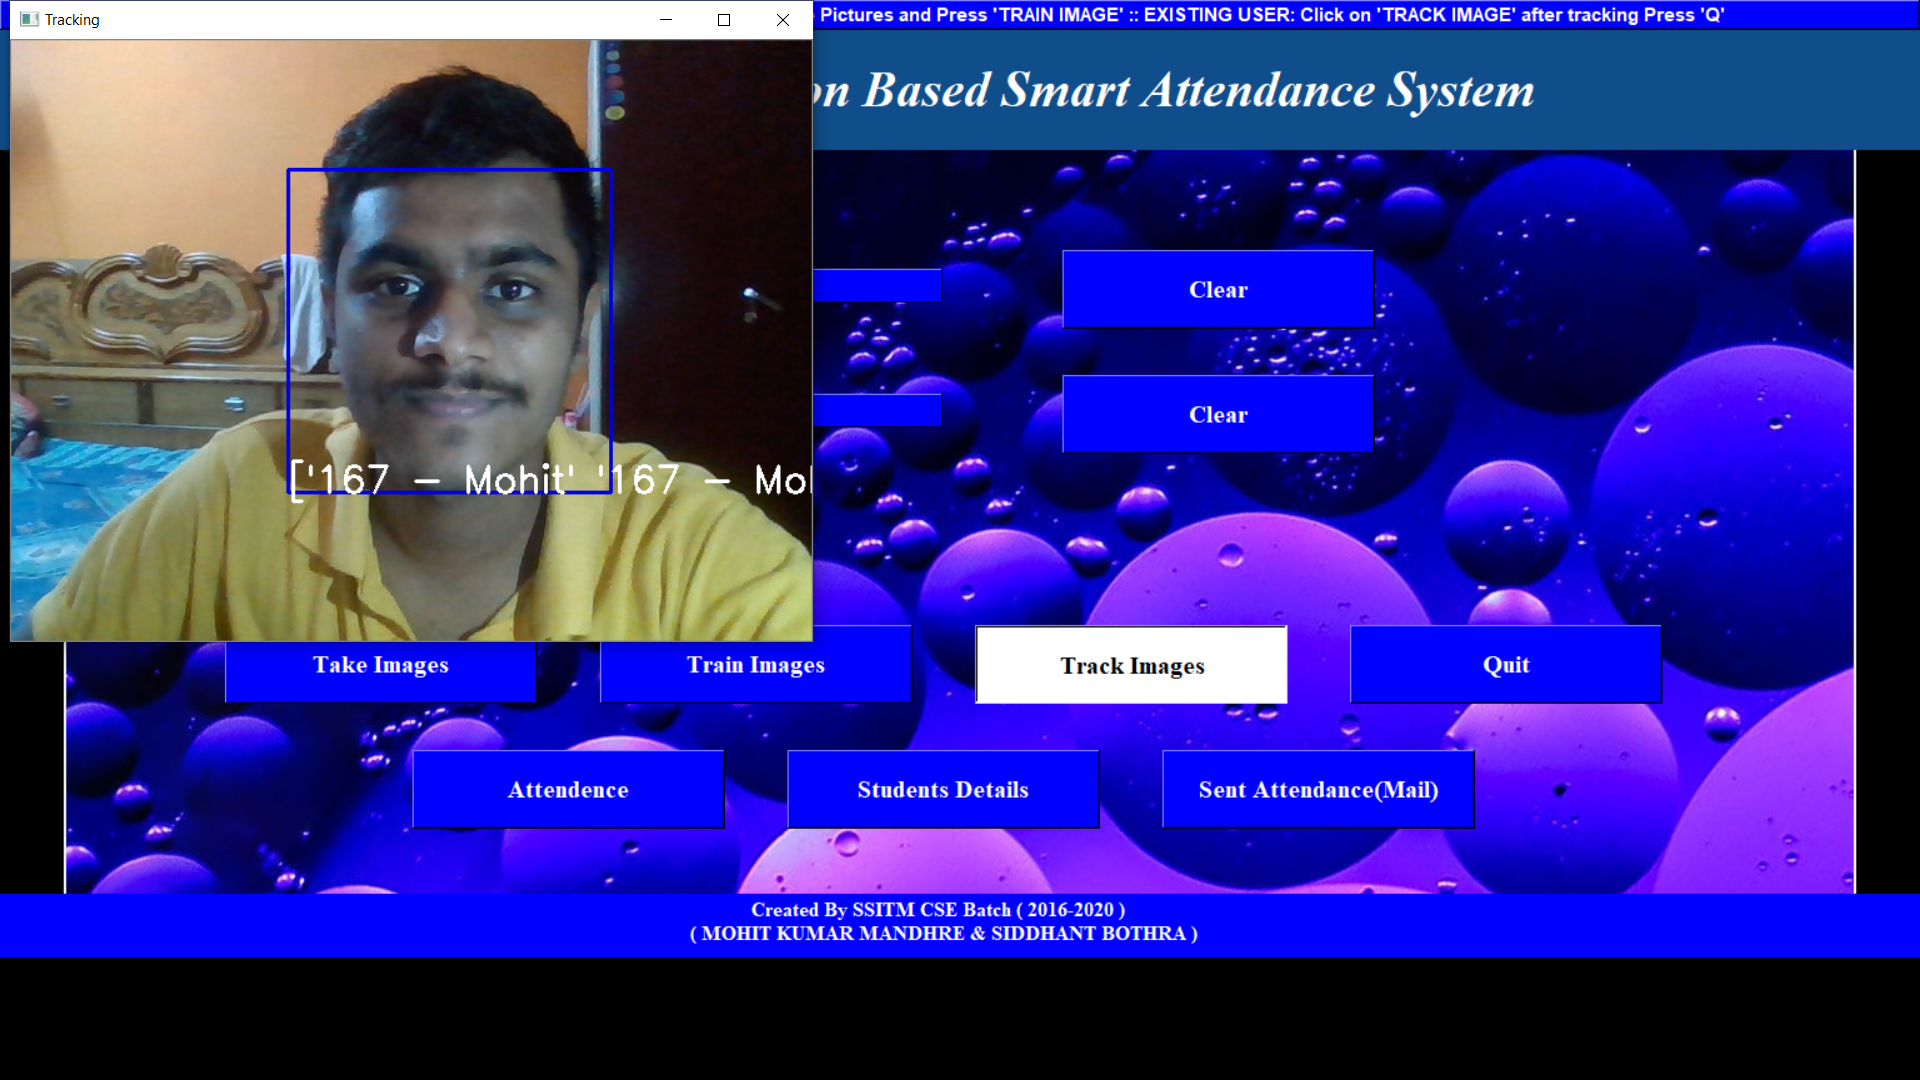 Tracking
Pictures and Press 'TRAIN IMAGE' :: EXISTING USER: Click on 'TRACK IMAGE' after tracking Press 'Q'
Based Smart Attendance System
Clear
Clear
['167 - Mohit' '167 - Mo
Take Images
Train Images
Track Images
Quit
Attendence
Students Details
Sent Attendance(Mail)
Created By SSITM CSE Batch ( 2016-2020 )
( MOHIT KUMAR MANDHRE & SIDDHANT BOTHRA )